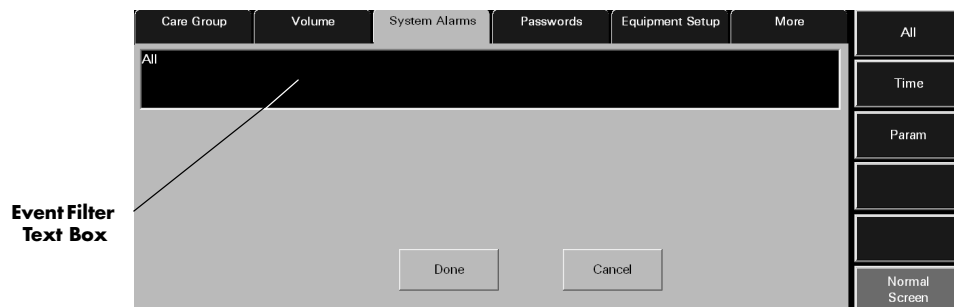 Care Group
Volume
System Alarms
Passwords
Equipment Setup
More
All
All
Time
Param
Event Filter
Text Box
Done
Cancel
Normal
Screen